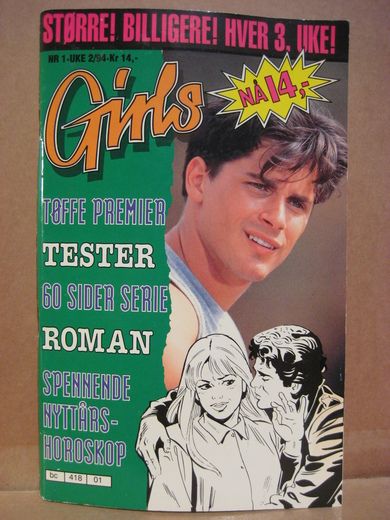 STØRRE! BILLIGERE! HVER 3. UKE!
NR 1-UKE 2/94-Kr 14,-
Girls
NÅ 14,-
TØFFE PREMIER
TESTER
60 SIDER SERIE
ROMAN
SPENNENDE
NYTTÅRS-
HOROSKOP
bc 418 01